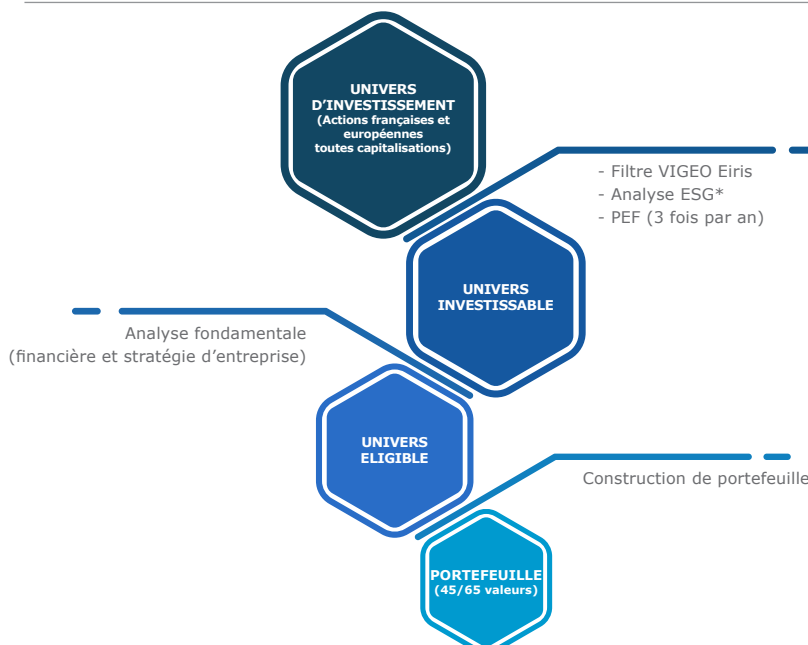 UNIVERS
D’INVESTISSEMENT
(Actions françaises et
européennes
toutes capitalisations)
- Filtre VIGEO Eiris
- Analyse ESG*
- PEF (3 fois par an)
UNIVERS
INVESTISSABLE
Analyse fondamentale
(financière et stratégie d’entreprise)
UNIVERS
ELIGIBLE
Construction de portefeuille
PORTEFEUILLE
(45/65 valeurs)